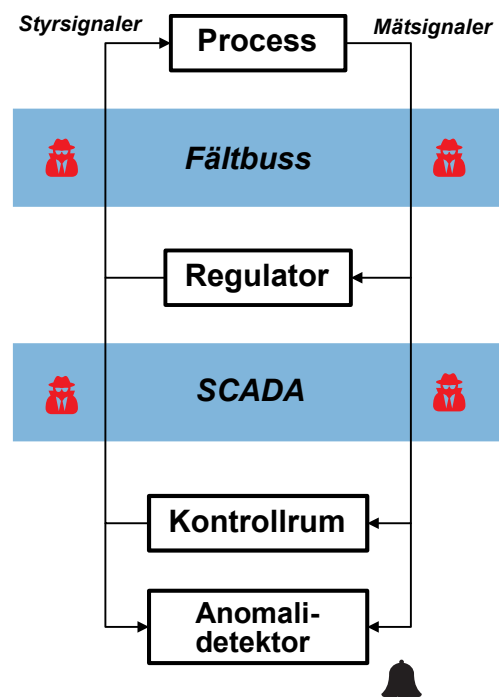 Styrsignaler
Process
Mätsignaler
Fältbuss
Regulator
SCADA
Kontrollrum
Anomali-
detektor